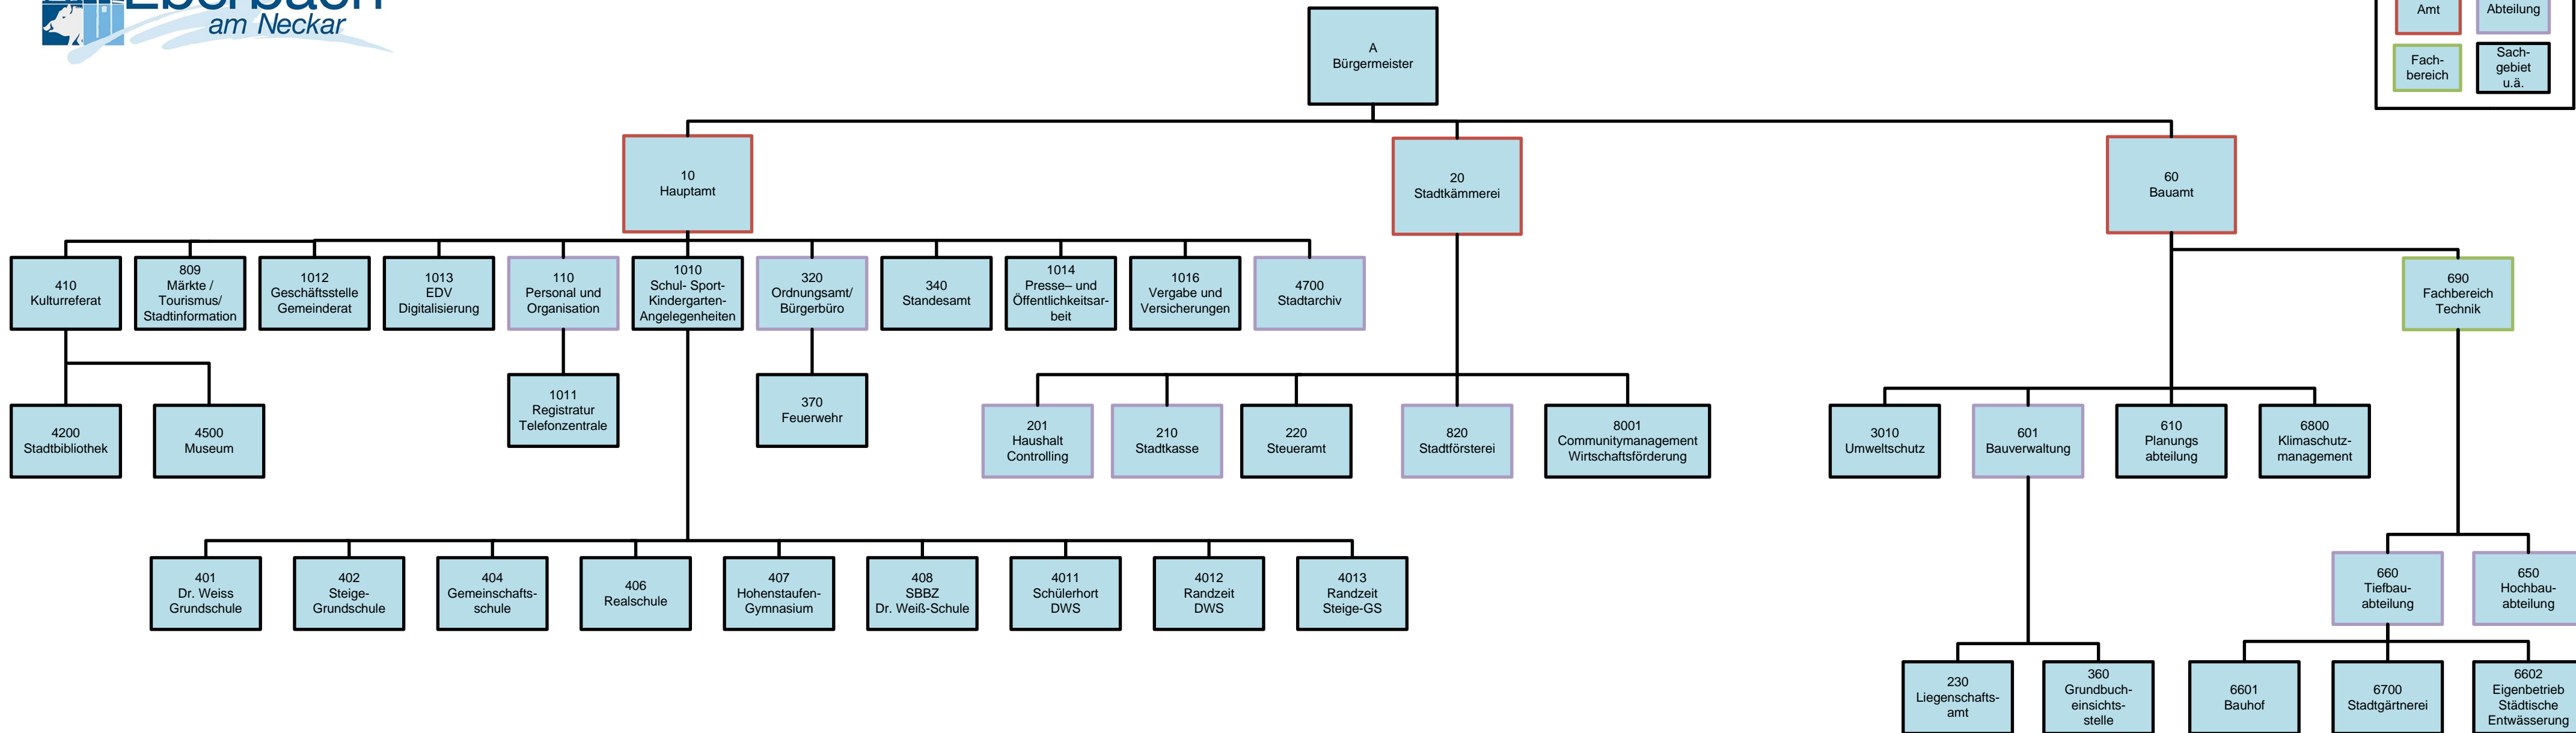 Eberbach
am Neckar
Amt
Abteilung
Fach-
bereich
Sach-
gebiet
u.ä.
A
Bürgermeister
10
Hauptamt
20
Stadtkämmerei
60
Bauamt
410
Kulturreferat
809
Märkte /
Tourismus/
Stadtinformation
1012
Geschäftsstelle
Gemeinderat
1013
EDV
Digitalisierung
110
Personal und
Organisation
1010
Schul- Sport-
Kindergarten-
Angelegenheiten
320
Ordnungsamt/
Bürgerbüro
340
Standesamt
1014
Presse– und
Öffentlichkeitsar-
beit
1016
Vergabe und
Versicherungen
4700
Stadtarchiv
690
Fachbereich
Technik
4200
Stadtbibliothek
4500
Museum
1011
Registratur
Telefonzentrale
370
Feuerwehr
201
Haushalt
Controlling
210
Stadtkasse
220
Steueramt
820
Stadtförsterei
8001
Communitymanagement
Wirtschaftsförderung
3010
Umweltschutz
601
Bauverwaltung
610
Planungs
abteilung
6800
Klimaschutz-
management
401
Dr. Weiss
Grundschule
402
Steige-
Grundschule
404
Gemeinschafts-
schule
406
Realschule
407
Hohenstaufen-
Gymnasium
408
SBBZ
Dr. Weiß-Schule
4011
Schülerhort
DWS
4012
Randzeit
DWS
4013
Randzeit
Steige-GS
660
Tiefbau-
abteilung
650
Hochbau-
abteilung
230
Liegenschafts-
amt
360
Grundbuch-
einsichts-
stelle
6601
Bauhof
6700
Stadtgärtnerei
6602
Eigenbetrieb
Städtische
Entwässerung